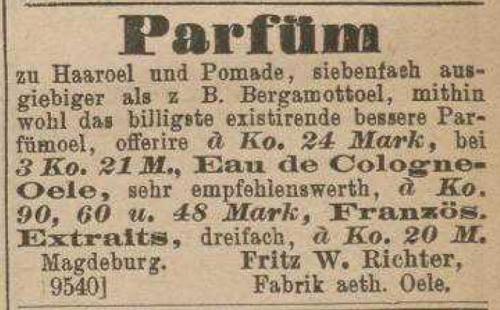 Parfüm
zu Haaroel und Pomade, siebenfach aus-
giebiger als z B. Bergamottoel, mithin
wohl das billigste existirende bessere Par-
fümoel, offerire à Ko. 24 Mark, bei
3 Ko. 21 M., Eau de Cologne-
Oele, sehr empfehlenswerth, à Ko.
90, 60 u. 48 Mark, Französ.
Extraits, dreifach, à Ko. 20 M.
Magdeburg. Fritz W. Richter,
9540] Fabrik aeth. Oele.